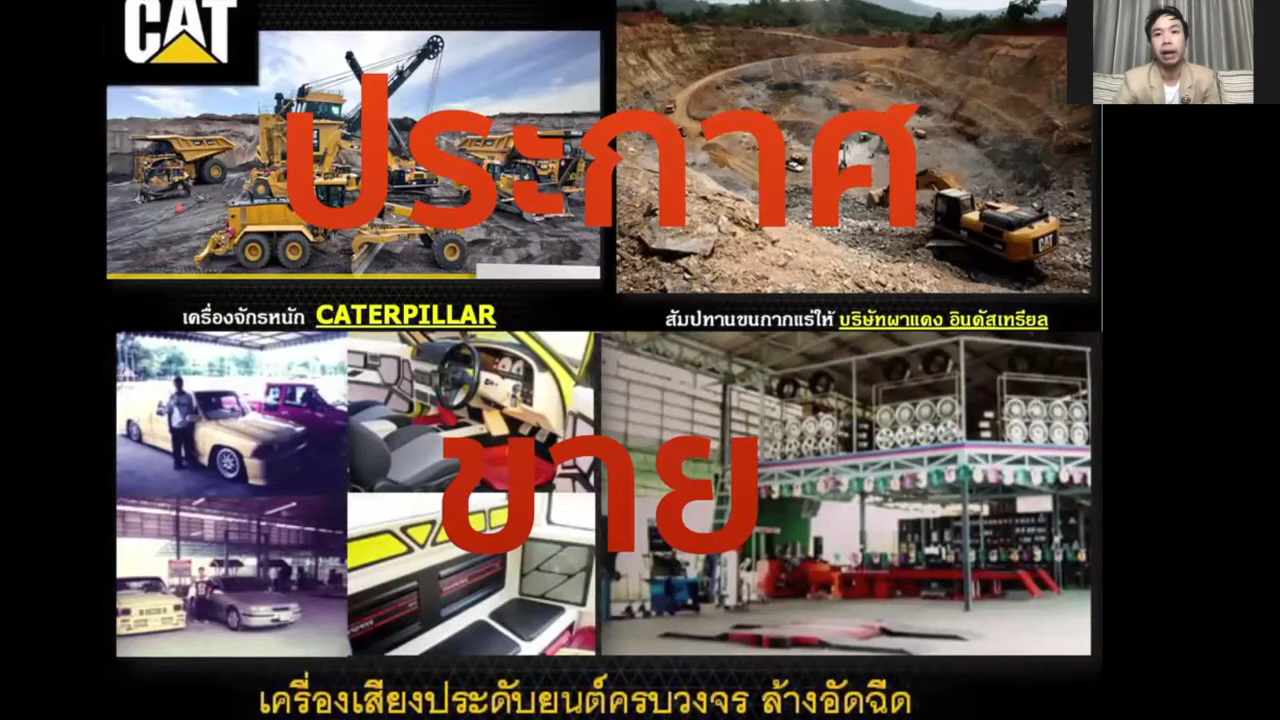 CAT
ประกาศ
CAT
เครื่องจักรหนัก CATERPILLAR
สัมปทานขนกากแร่ให้ บริษัทผาแดง อินดัสเทรียล
ขาย
เครื่องเสียงประดับยนต์ครบวงจร ล้างอัดฉีด